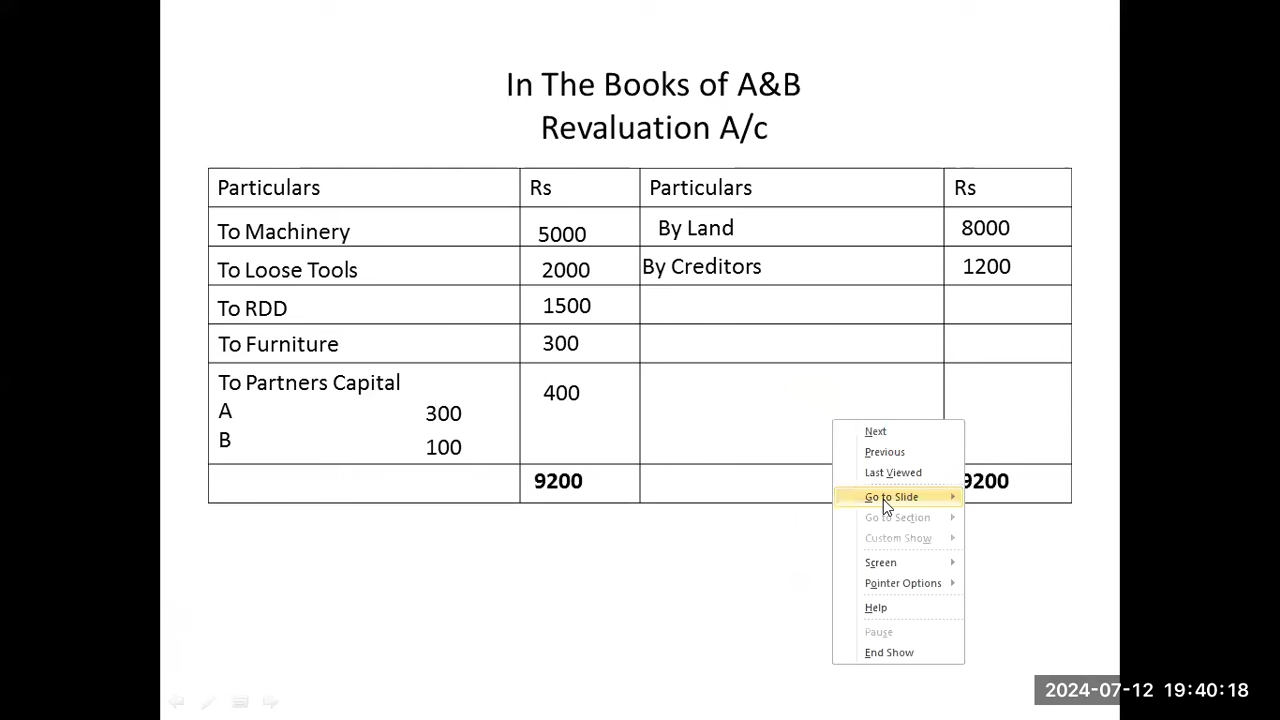 In The Books of A&B
Revaluation A/c
Particulars Rs Particulars Rs
To Machinery 5000 By Land 8000
To Loose Tools 2000 By Creditors 1200
To RDD 1500
To Furniture 300
To Partners Capital 400
A 300
B 100
9200 9200
Next
Previous
Last Viewed
Go to Slide
Go to Section
Custom Show
Screen
Pointer Options
Help
Pause
End Show
2024-07-12 19:40:18